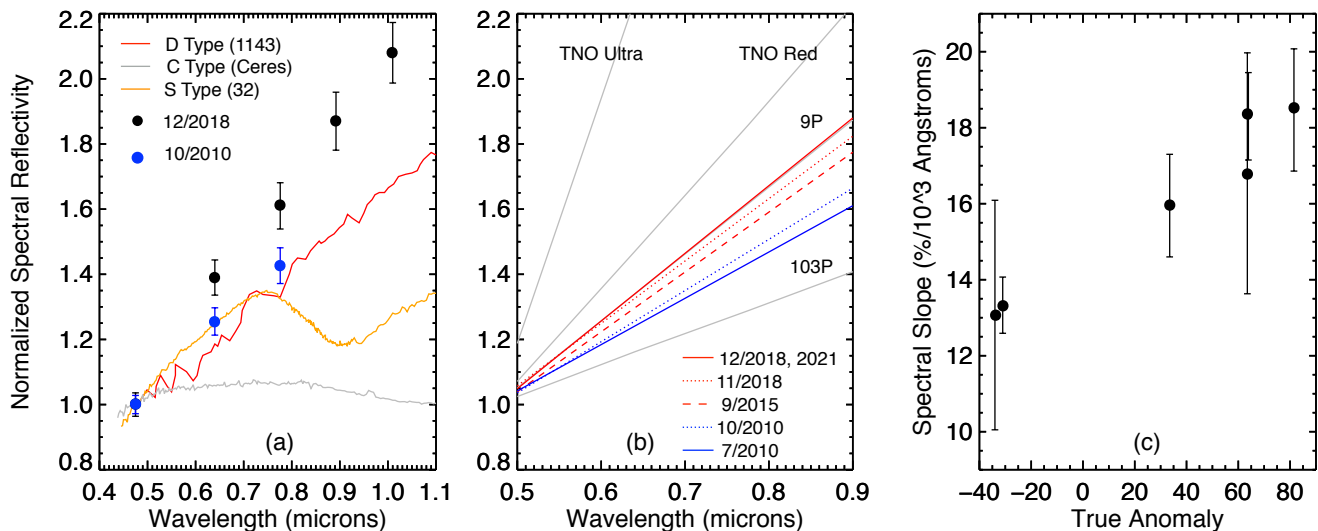 Normalized Spectral Reflectivity
2.2
2.0
1.8
1.6
1.4
1.2
1.0
0.8
D Type (1143)
C Type (Ceres)
S Type (32)
12/2018
10/2010
(a)
0.4 0.5 0.6 0.7 0.8 0.9 1.0 1.1
Wavelength (microns)
2.2
2.0
1.8
1.6
1.4
1.2
1.0
0.8
TNO Ultra
TNO Red
9P
103P
12/2018, 2021
11/2018
9/2015
10/2010
7/2010
(b)
0.5 0.6 0.7 0.8 0.9
Wavelength (microns)
Spectral Slope (%/10^3 Angstroms)
20
18
16
14
12
10
(c)
−40 −20 0 20 40 60 80
True Anomaly